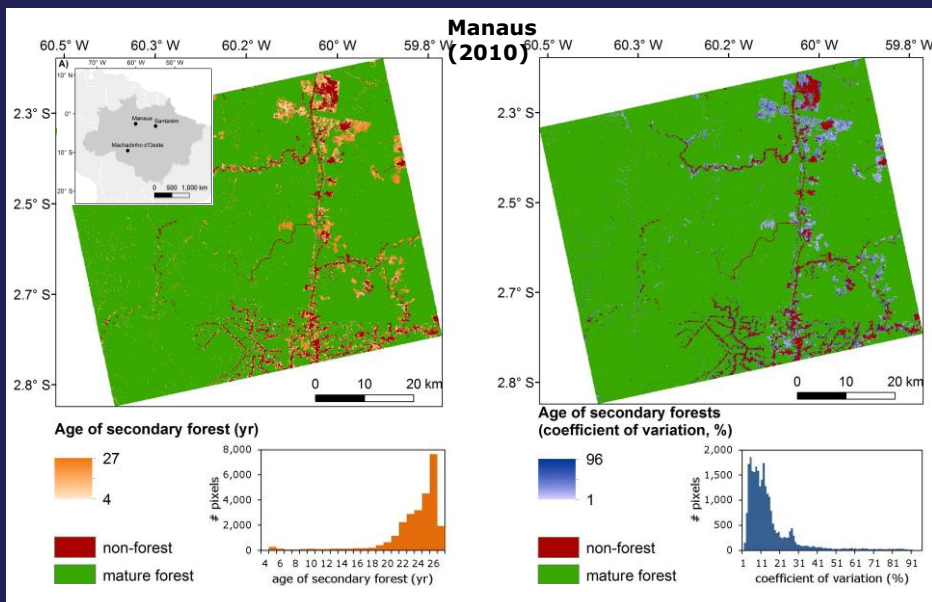 Manaus
(2010)
60.5° W 60.3° W 60.2° W 60° W 59.8° W
60.5° W 60.3° W 60.2° W 60° W 59.8° W
A) 70° W 60° W 50° W
10° N
0°
10° S
20° S
Manaus
Santarém
Machadinho d'Oeste
0 500 1,000 km
2.3° S
2.5° S
2.7° S
2.8° S
0 10 20 km
2.3° S
2.5° S
2.7° S
2.8° S
0 10 20 km
Age of secondary forest (yr)
27
4
non-forest
mature forest
# pixels
8,000
6,000
4,000
2,000
0
4 6 8 10 12 14 16 18 20 22 24 26
age of secondary forest (yr)
Age of secondary forests
(coefficient of variation, %)
96
1
non-forest
mature forest
# pixels
2,000
1,500
1,000
500
0
1 11 21 31 41 51 61 71 81 91
coefficient of variation (%)